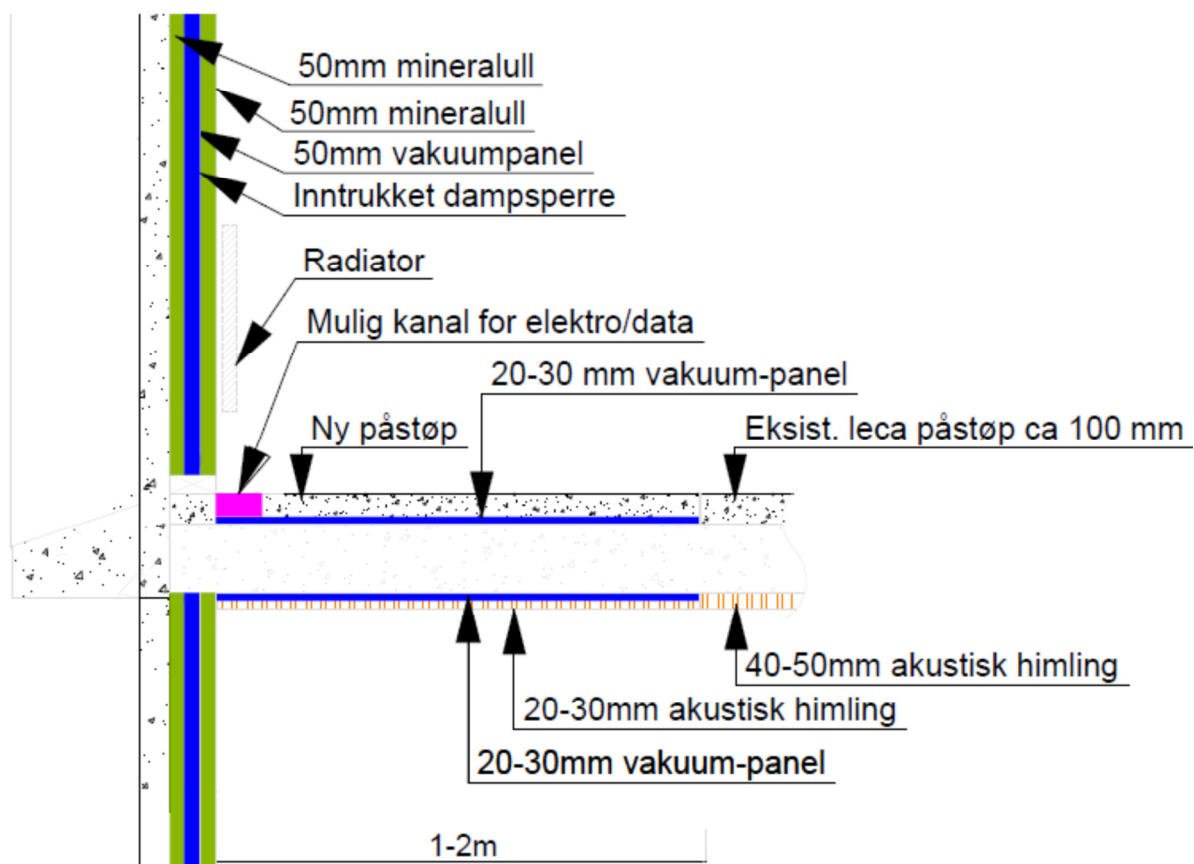 50mm mineralull
50mm mineralull
50mm vakuumpanel
Inntrukket dampsperre
Radiator
Mulig kanal for elektro/data
20-30 mm vakuum-panel
Ny påstøp
Eksist. leca påstøp ca 100 mm
40-50mm akustisk himling
20-30mm akustisk himling
20-30mm vakuum-panel
1-2m